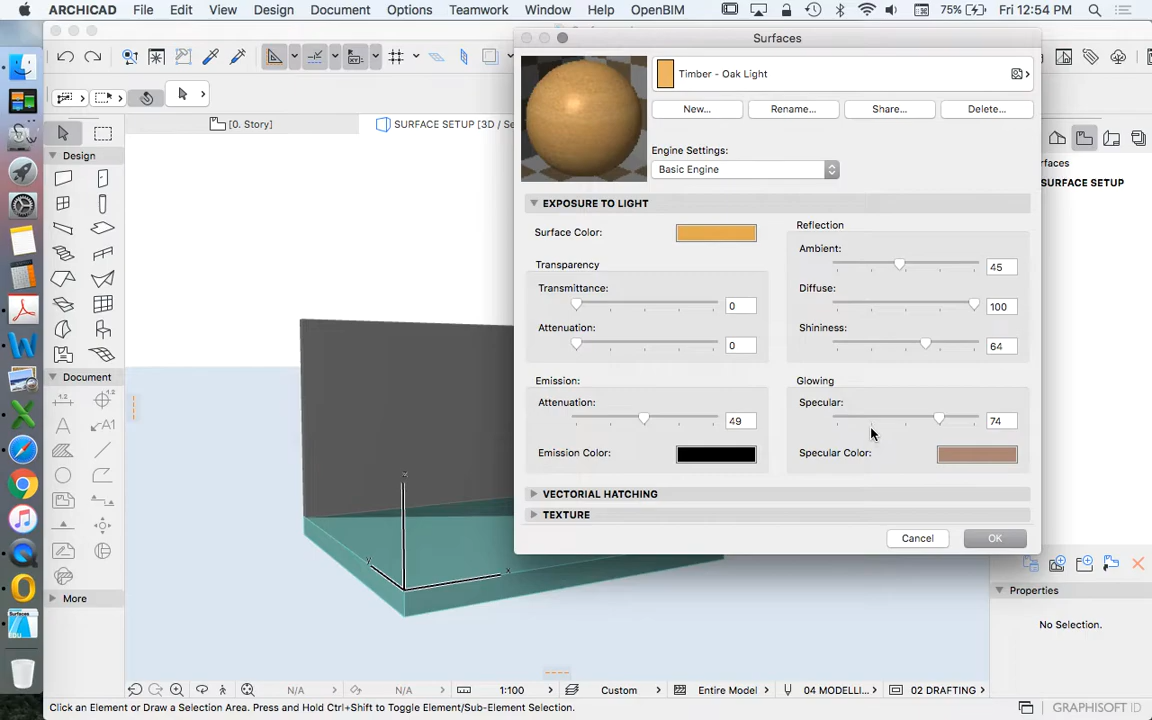 ARCHICAD File Edit View Design Document Options Teamwork Window Help OpenBIM 75% Fri 12:54 PM
Surfaces
Timber - Oak Light
New... Rename... Share... Delete...
Engine Settings:
Basic Engine
[0. Story] SURFACE SETUP [3D / Se
Design
rfaces
SURFACE SETUP
EXPOSURE TO LIGHT
Surface Color:
Reflection
Ambient:
45
Transparency
Transmittance:
0
Diffuse:
100
Attenuation:
0
Shininess:
64
Emission:
Glowing
Attenuation:
49
Specular:
74
Emission Color:
Specular Color:
VECTORIAL HATCHING
TEXTURE
Cancel OK
Document
More
z
y
x
Properties
No Selection.
N/A N/A 1:100 Custom Entire Model 04 MODELLI... 02 DRAFTING
Click an Element or Draw a Selection Area. Press and Hold Ctrl+Shift to Toggle Element/Sub-Element Selection.
GRAPHISOFT ID